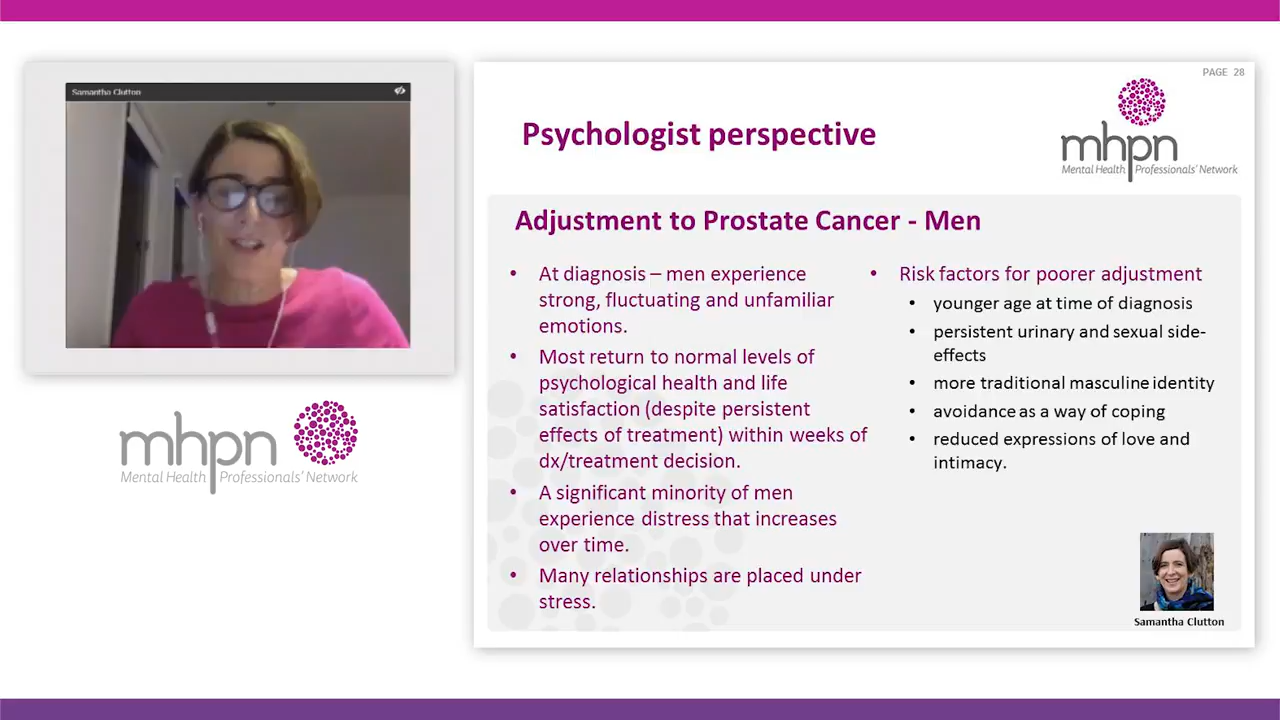 Samantha Clutton
mhpn
Mental Health Professionals' Network
PAGE 28
Psychologist perspective
mhpn
Mental Health Professionals' Network
Adjustment to Prostate Cancer - Men
• At diagnosis – men experience
strong, fluctuating and unfamiliar
emotions.
• Most return to normal levels of
psychological health and life
satisfaction (despite persistent
effects of treatment) within weeks of
dx/treatment decision.
• A significant minority of men
experience distress that increases
over time.
• Many relationships are placed under
stress.
• Risk factors for poorer adjustment
• younger age at time of diagnosis
• persistent urinary and sexual side-
effects
• more traditional masculine identity
• avoidance as a way of coping
• reduced expressions of love and
intimacy.
Samantha Clutton